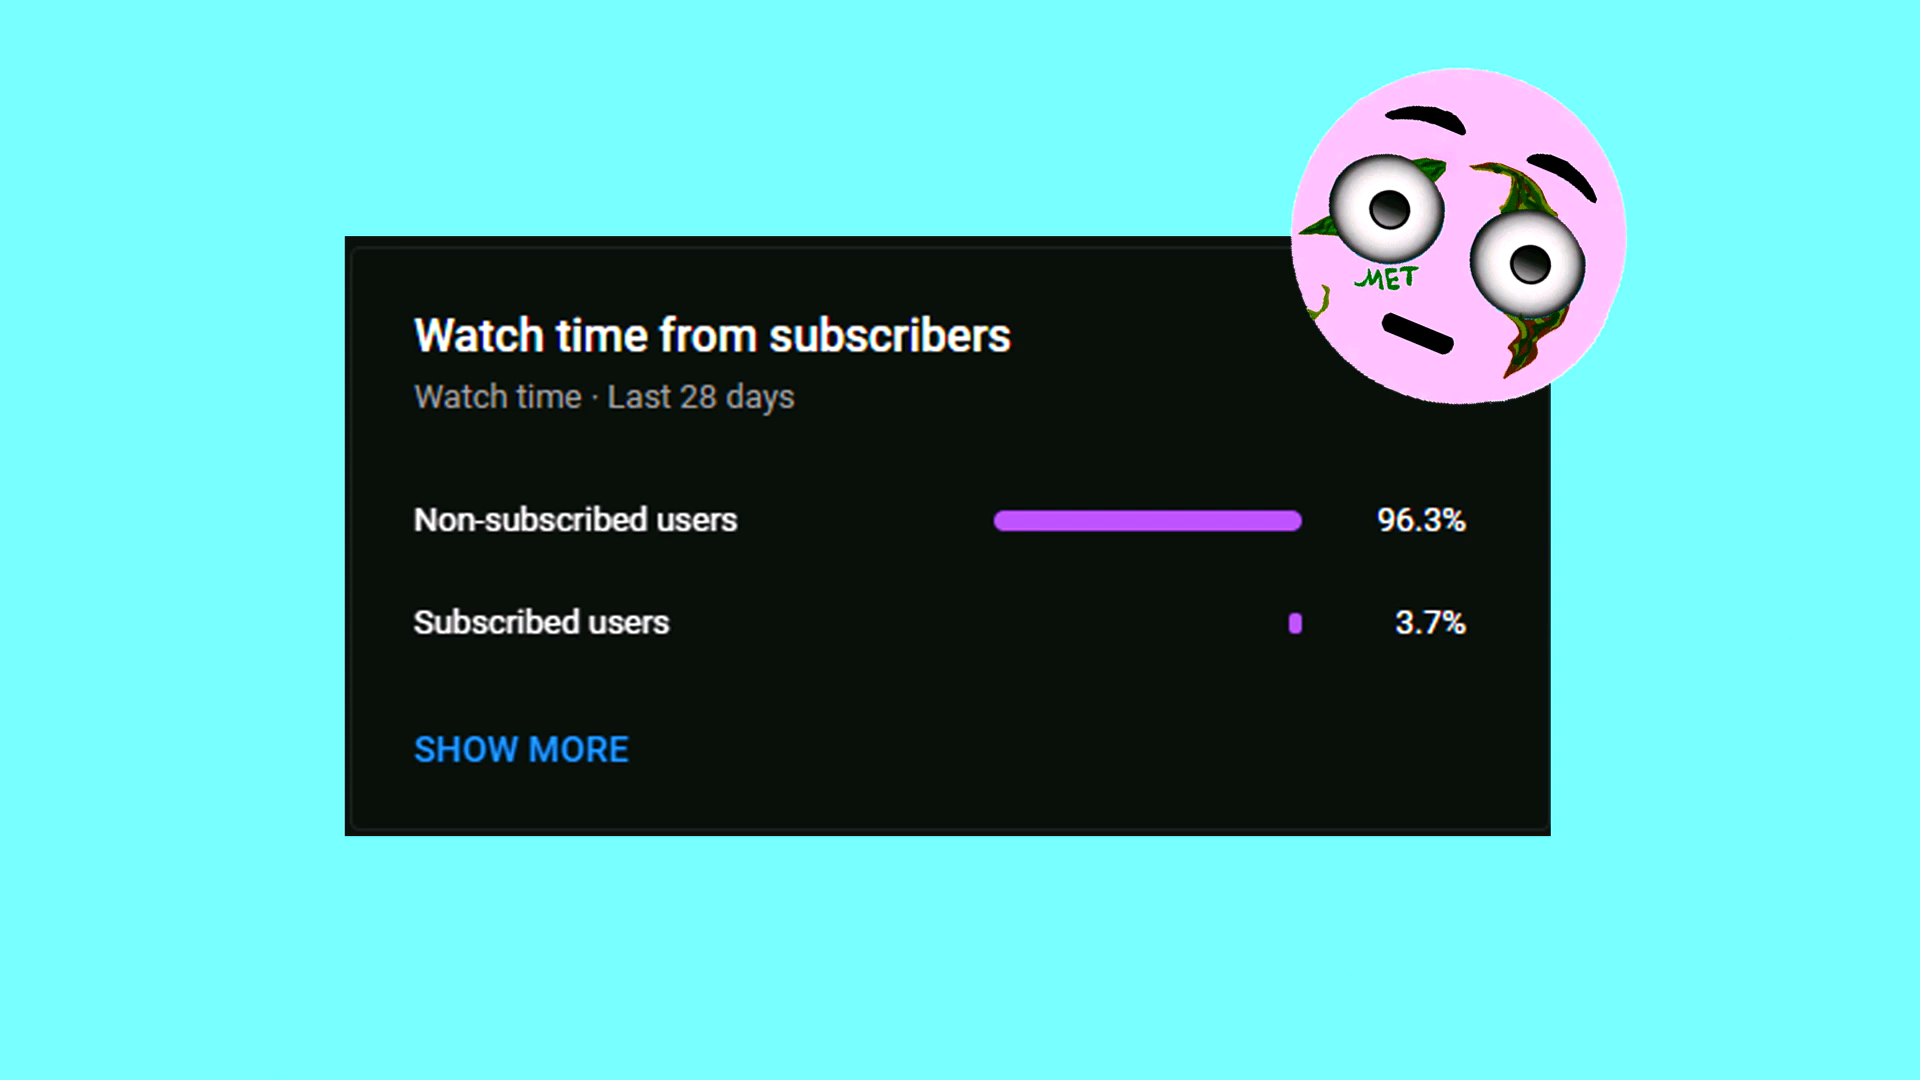 MET
Watch time from subscribers
Watch time · Last 28 days
Non-subscribed users 96.3%
Subscribed users 3.7%
SHOW MORE